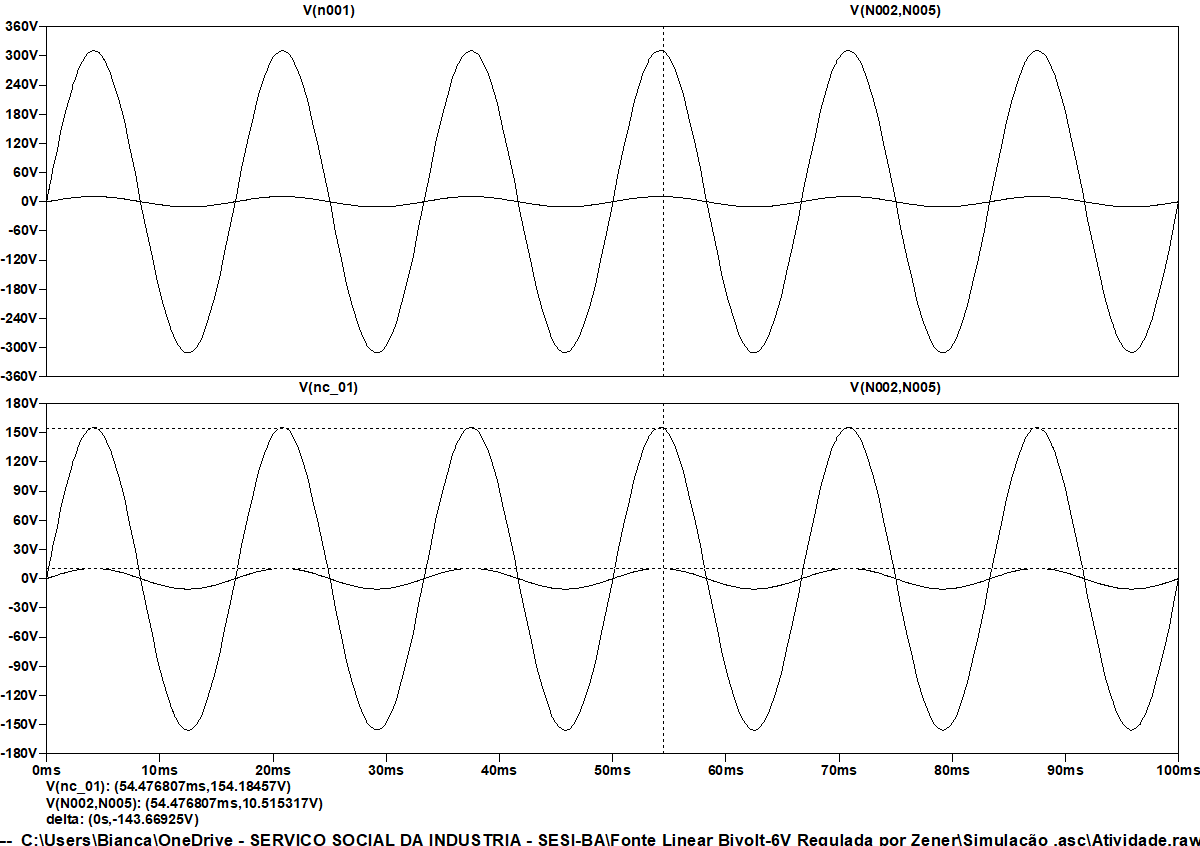 V(n001) V(N002,N005)
360V
300V
240V
180V
120V
60V
0V
-60V
-120V
-180V
-240V
-300V
-360V
V(nc_01) V(N002,N005)
180V
150V
120V
90V
60V
30V
0V
-30V
-60V
-90V
-120V
-150V
-180V
0ms 10ms 20ms 30ms 40ms 50ms 60ms 70ms 80ms 90ms 100ms
V(nc_01): (54.476807ms,154.18457V)
V(N002,N005): (54.476807ms,10.515317V)
delta: (0s,-143.66925V)
-- C:\Users\Bianca\OneDrive - SERVICO SOCIAL DA INDUSTRIA - SESI-BA\Fonte Linear Bivolt-6V Regulada por Zener\Simulação .asc\Atividade.raw